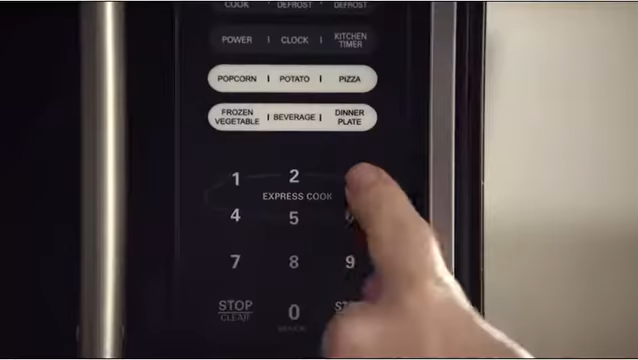 COOK DEFROST DEFROST
POWER | CLOCK | KITCHEN TIMER
POPCORN | POTATO | PIZZA
FROZEN VEGETABLE | BEVERAGE | DINNER PLATE
1 2
EXPRESS COOK
4 5
7 8 9
STOP CLEAR 0